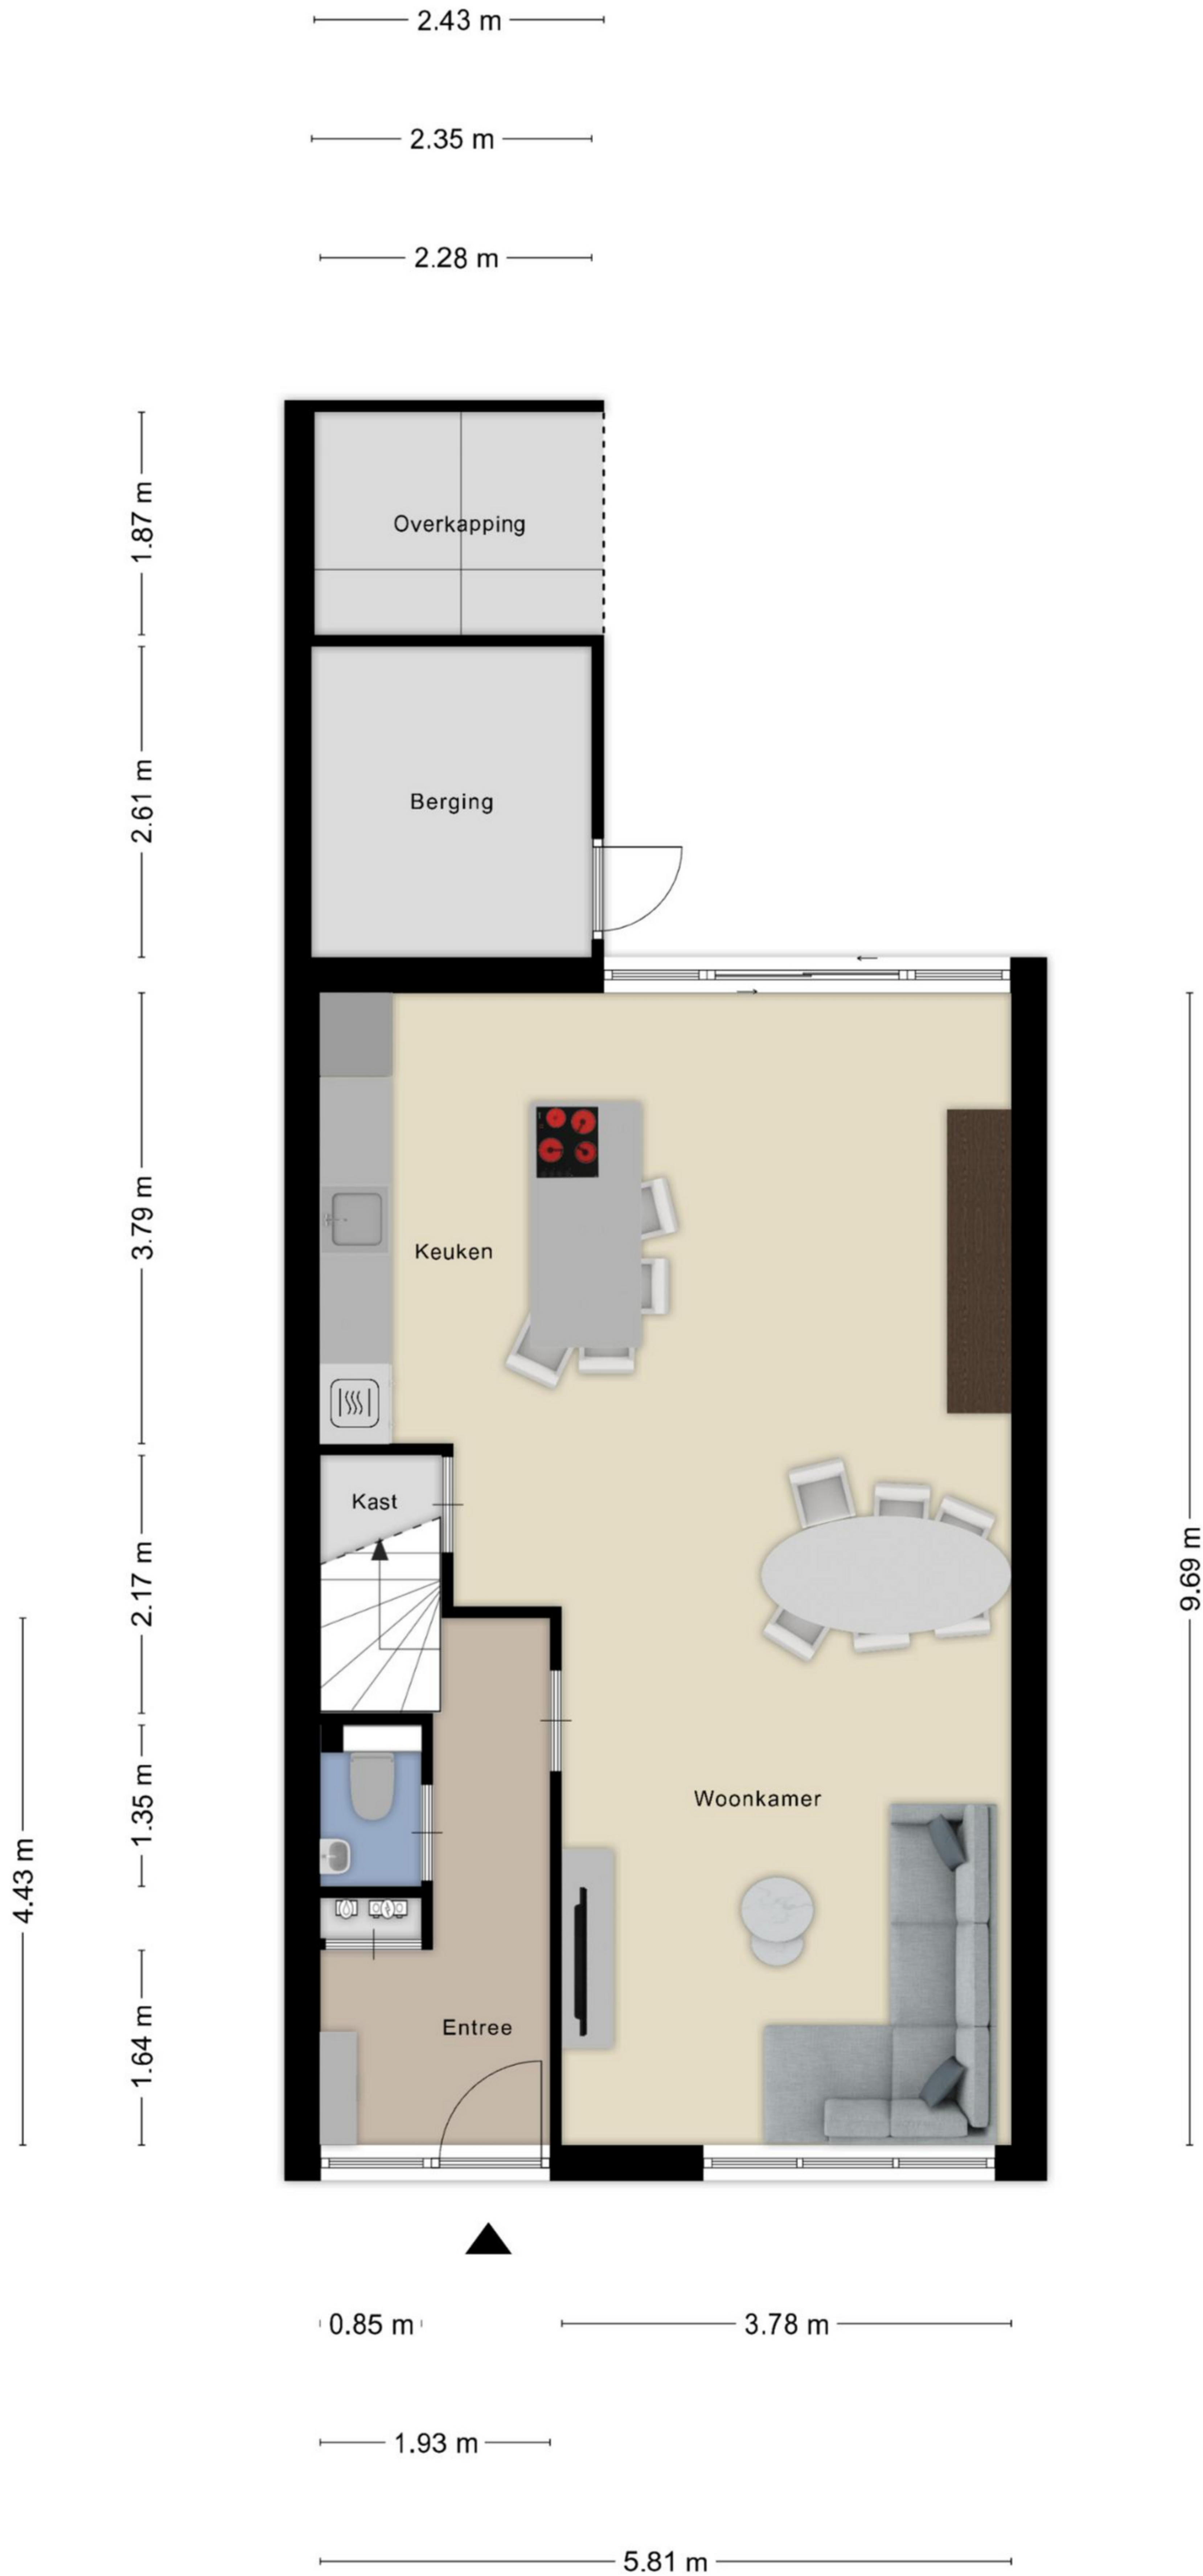 2.43 m
2.35 m
2.28 m
Overkapping
1.87 m
Berging
2.61 m
Keuken
3.79 m
Kast
2.17 m
9.69 m
Woonkamer
1.35 m
4.43 m
Entree
1.64 m
0.85 m
3.78 m
1.93 m
5.81 m